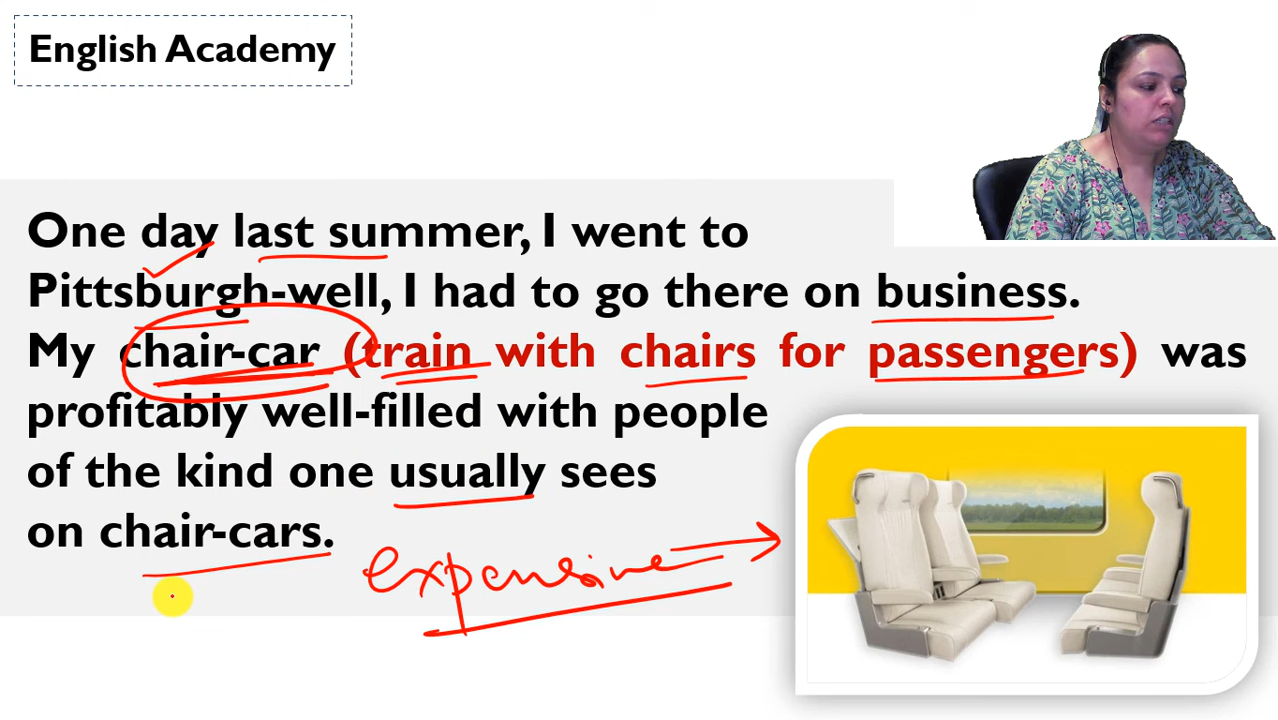 English Academy
One day last summer, I went to
Pittsburgh-well, I had to go there on business.
My chair-car (train with chairs for passengers) was
profitably well-filled with people
of the kind one usually sees
on chair-cars.
expensive